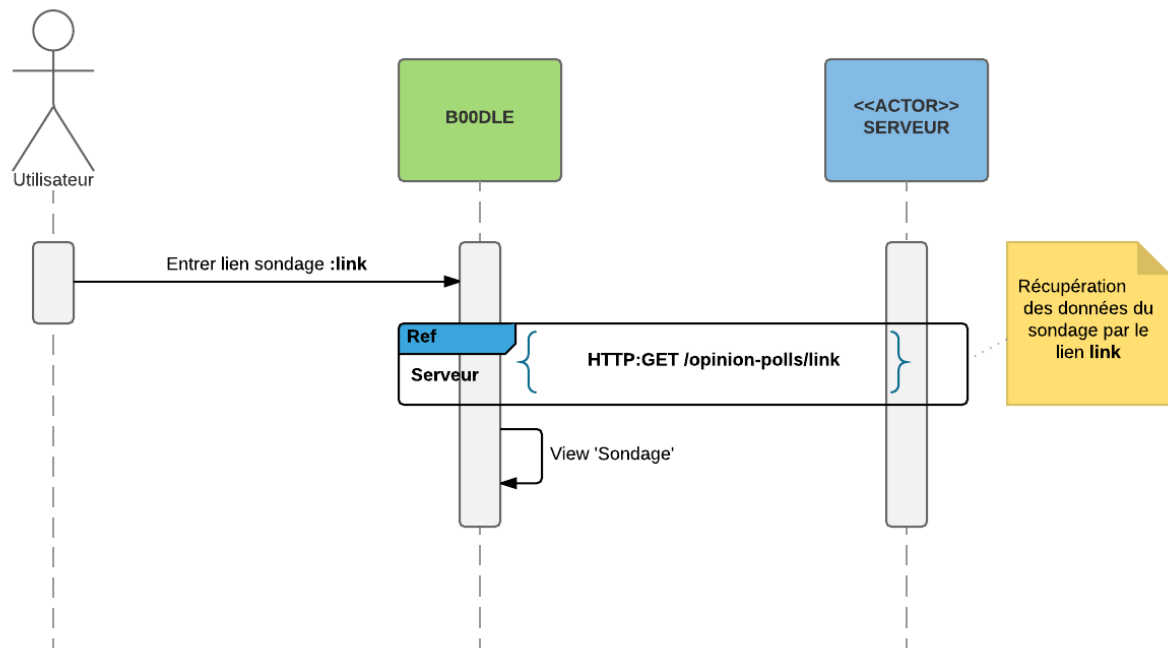 B00DLE
<<ACTOR>>
SERVEUR
Utilisateur
Entrer lien sondage :link
Récupération
des données du
sondage par le
lien link
Ref
Serveur
HTTP:GET /opinion-polls/link
View 'Sondage'